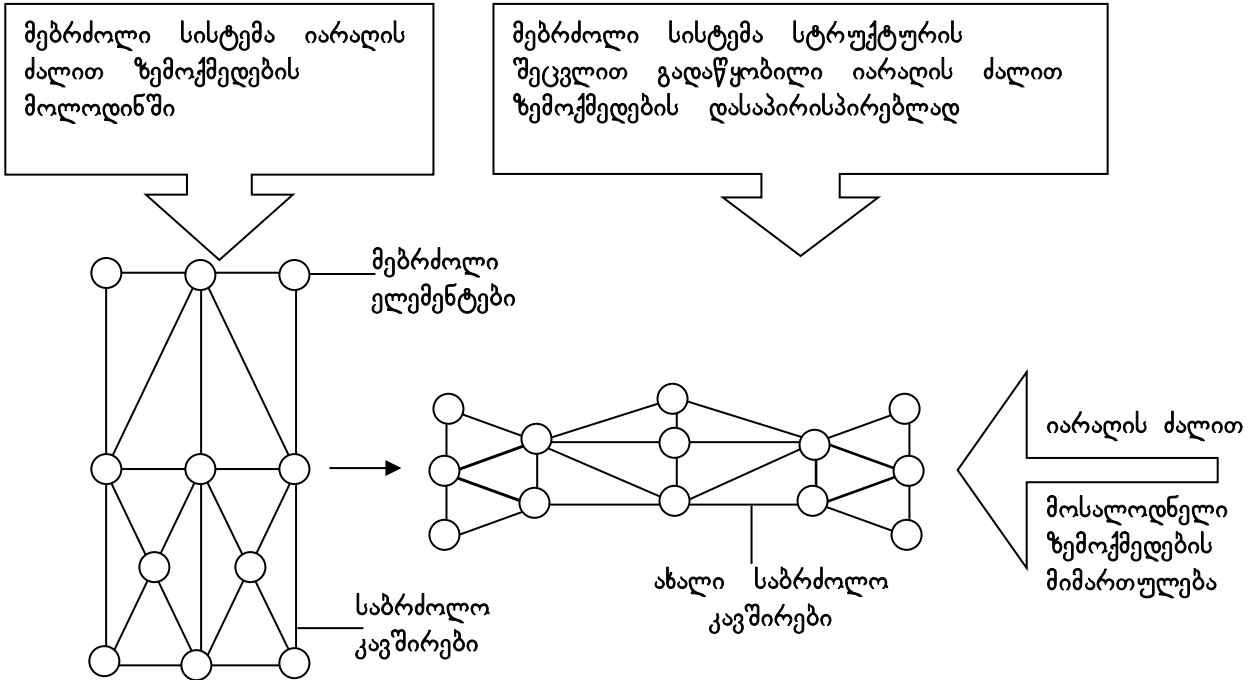 მებრძოლი სისტემა იარაღის
ძალით ზემოქმედების
მოლოდინში
მებრძოლი სისტემა სტრუქტურის
შეცვლით გადაწყობილი იარაღის ძალით
ზემოქმედების დასაპირისპირებლად
მებრძოლი
ელემენტები
იარაღის ძალით
მოსალოდნელი
ზემოქმედების
მიმართულება
ახალი საბრძოლო
კავშირები
საბრძოლო
კავშირები